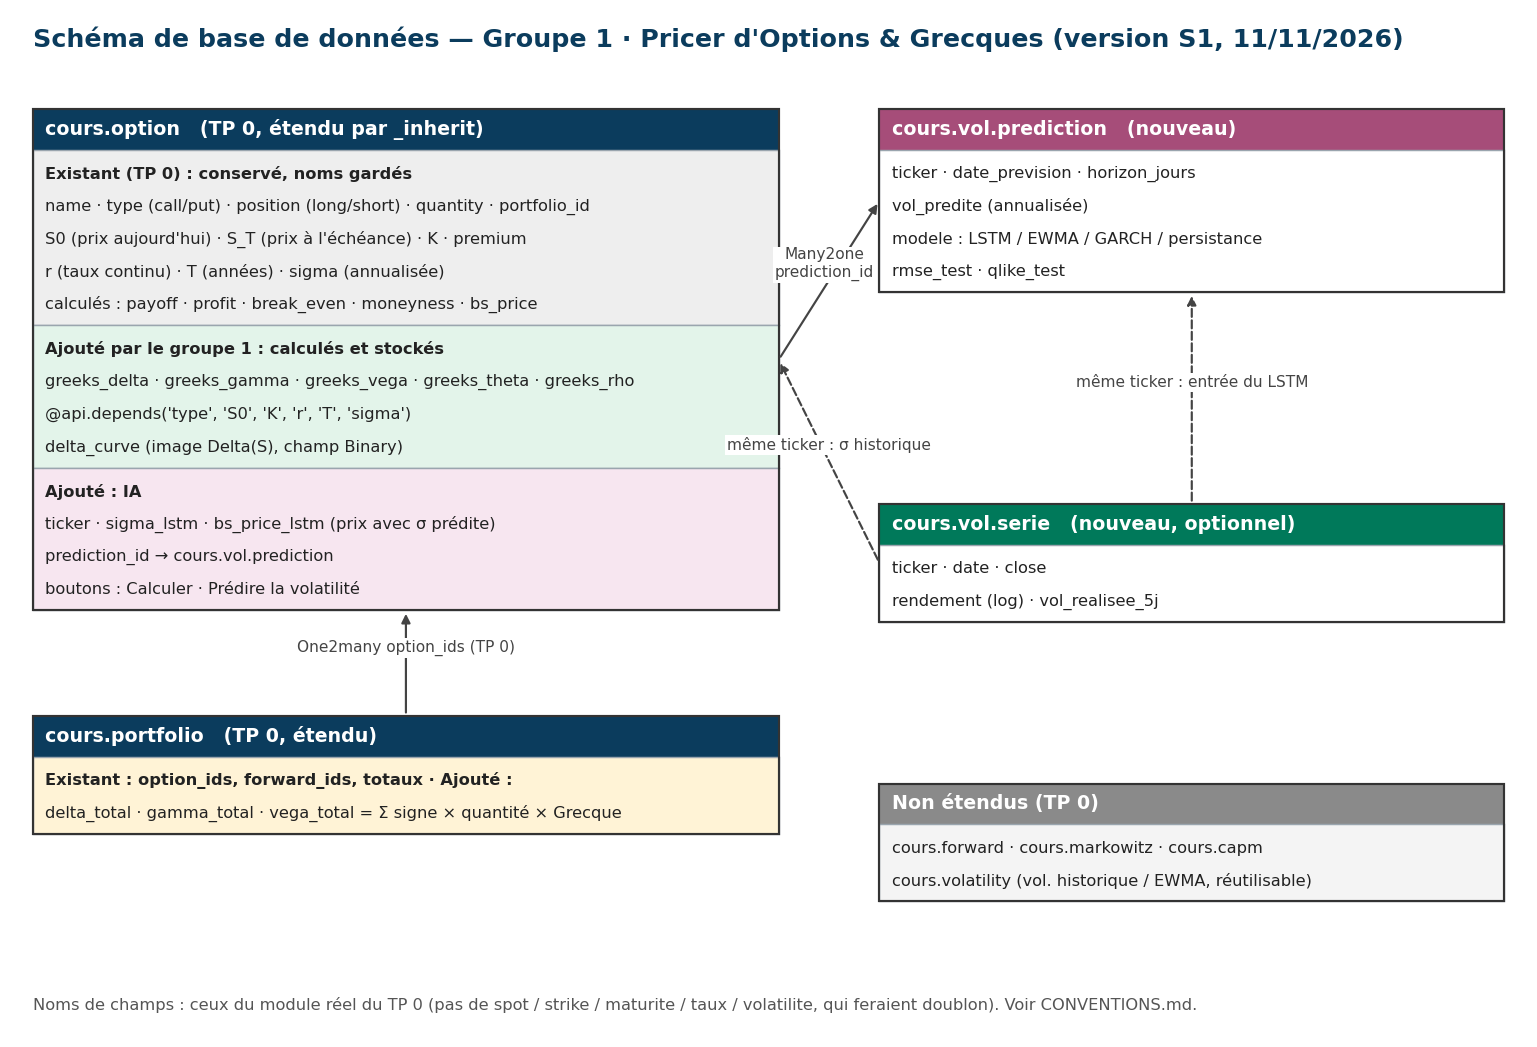 Schéma de base de données — Groupe 1 · Pricer d'Options & Grecques (version S1, 11/11/2026)
cours.option (TP 0, étendu par _inherit)
Existant (TP 0) : conservé, noms gardés
name · type (call/put) · position (long/short) · quantity · portfolio_id
S0 (prix aujourd'hui) · S_T (prix à l'échéance) · K · premium
r (taux continu) · T (années) · sigma (annualisée)
calculés : payoff · profit · break_even · moneyness · bs_price
Ajouté par le groupe 1 : calculés et stockés
greeks_delta · greeks_gamma · greeks_vega · greeks_theta · greeks_rho
@api.depends('type', 'S0', 'K', 'r', 'T', 'sigma')
delta_curve (image Delta(S), champ Binary)
Ajouté : IA
ticker · sigma_lstm · bs_price_lstm (prix avec σ prédite)
prediction_id → cours.vol.prediction
boutons : Calculer · Prédire la volatilité
Many2one
prediction_id
même ticker : σ historique
cours.vol.prediction (nouveau)
ticker · date_prevision · horizon_jours
vol_predite (annualisée)
modele : LSTM / EWMA / GARCH / persistance
rmse_test · qlike_test
même ticker : entrée du LSTM
cours.vol.serie (nouveau, optionnel)
ticker · date · close
rendement (log) · vol_realisee_5j
One2many option_ids (TP 0)
cours.portfolio (TP 0, étendu)
Existant : option_ids, forward_ids, totaux · Ajouté :
delta_total · gamma_total · vega_total = Σ signe × quantité × Grecque
Non étendus (TP 0)
cours.forward · cours.markowitz · cours.capm
cours.volatility (vol. historique / EWMA, réutilisable)
Noms de champs : ceux du module réel du TP 0 (pas de spot / strike / maturite / taux / volatilite, qui feraient doublon). Voir CONVENTIONS.md.